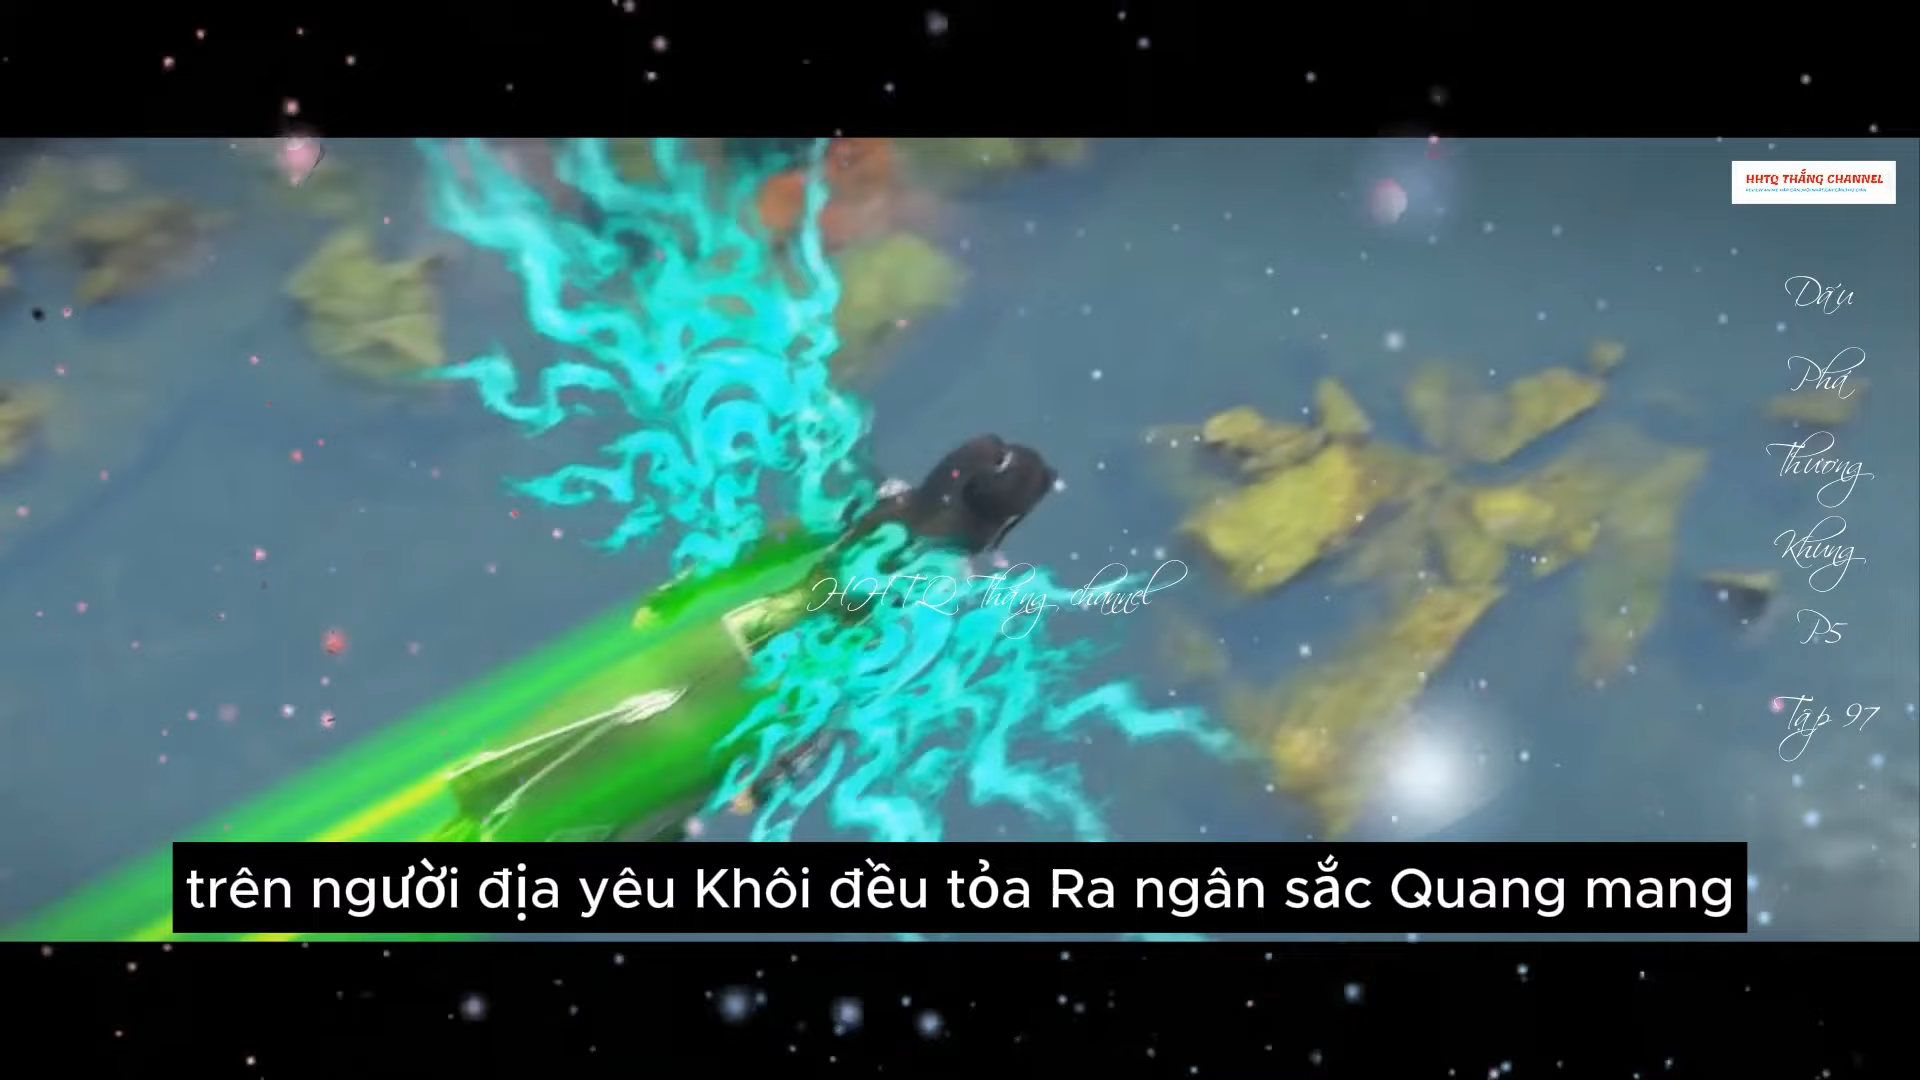 HHTQ THẮNG CHANNEL
Dấu
Phá
Thương
Khung
P5
Tập 97
HHTQ Thắng channel
trên người địa yêu Khôi đều tỏa Ra ngân sắc Quang mang